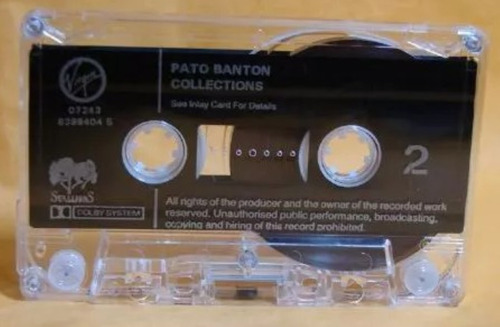 Virgin
PATO BANTON
COLLECTIONS
07243
8398404 5
See Inlay Card For Details
2
STARWAVES
DOLBY SYSTEM
All rights of the producer and the owner of the recorded work
reserved. Unauthorised public performance, broadcasting,
copying and hiring of this record prohibited.